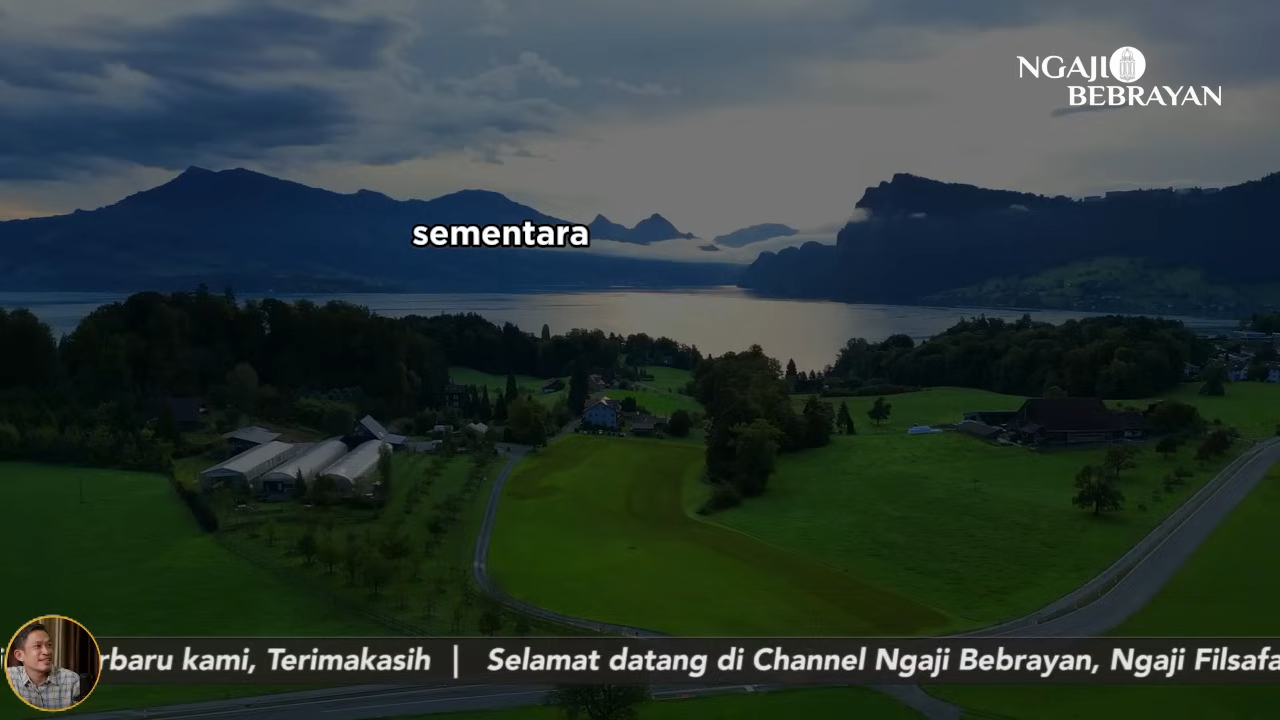 NGAJI
BEBRAYAN
sementara
rbaru kami, Terimakasih | Selamat datang di Channel Ngaji Bebrayan, Ngaji Filsafa